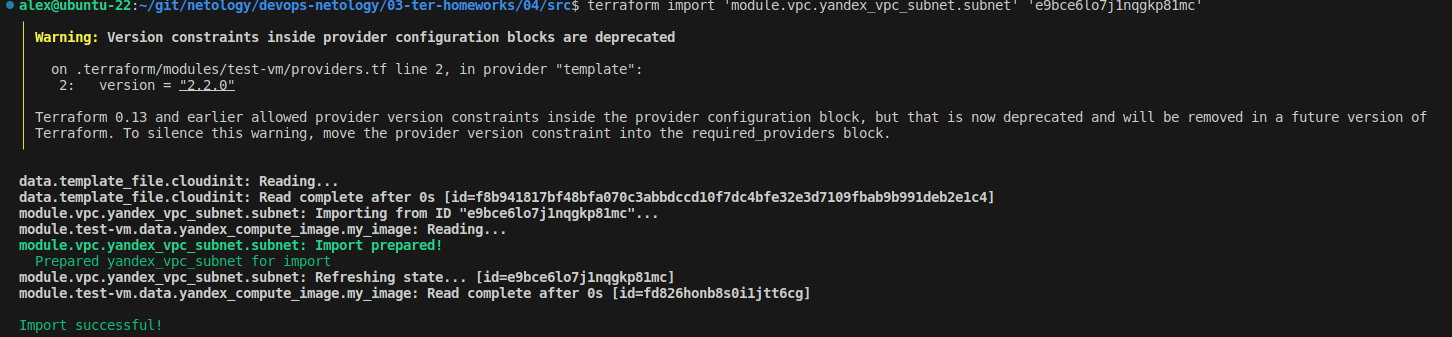 alex@ubuntu-22:~/git/netology/devops-netology/03-ter-homeworks/04/src$ terraform import 'module.vpc.yandex_vpc_subnet.subnet' 'e9bce6lo7j1nqgkp81mc'
Warning: Version constraints inside provider configuration blocks are deprecated
on .terraform/modules/test-vm/providers.tf line 2, in provider "template":
2:   version = "2.2.0"
Terraform 0.13 and earlier allowed provider version constraints inside the provider configuration block, but that is now deprecated and will be removed in a future version of
Terraform. To silence this warning, move the provider version constraint into the required_providers block.
data.template_file.cloudinit: Reading...
data.template_file.cloudinit: Read complete after 0s [id=f8b941817bf48bfa070c3abbdccd10f7dc4bfe32e3d7109fbab9b991deb2e1c4]
module.vpc.yandex_vpc_subnet.subnet: Importing from ID "e9bce6lo7j1nqgkp81mc"...
module.test-vm.data.yandex_compute_image.my_image: Reading...
module.vpc.yandex_vpc_subnet.subnet: Import prepared!
Prepared yandex_vpc_subnet for import
module.vpc.yandex_vpc_subnet.subnet: Refreshing state... [id=e9bce6lo7j1nqgkp81mc]
module.test-vm.data.yandex_compute_image.my_image: Read complete after 0s [id=fd826honb8s0i1jtt6cg]
Import successful!